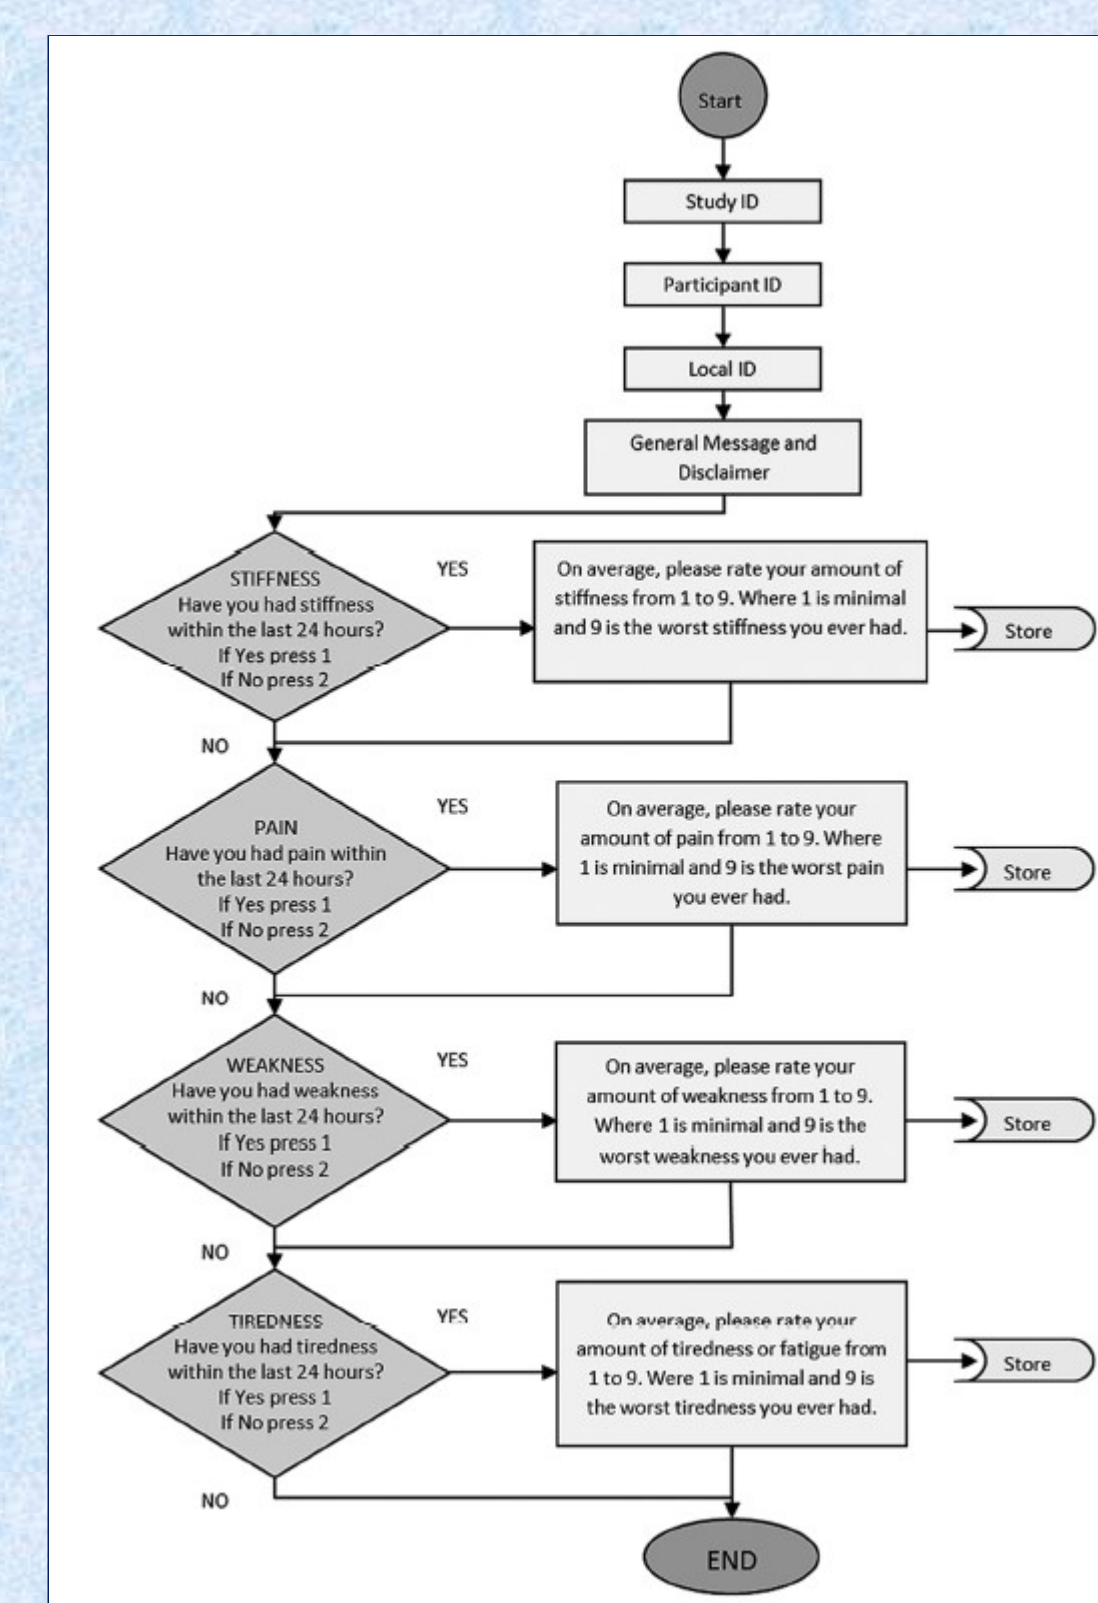 Start
Study ID
Participant ID
Local ID
General Message and
Disclaimer
STIFFNESS
Have you had stiffness
within the last 24 hours?
If Yes press 1
If No press 2
YES
On average, please rate your amount of
stiffness from 1 to 9. Where 1 is minimal
and 9 is the worst stiffness you ever had.
Store
NO
PAIN
Have you had pain within
the last 24 hours?
If Yes press 1
If No press 2
YES
On average, please rate your
amount of pain from 1 to 9. Where
1 is minimal and 9 is the worst pain
you ever had.
Store
NO
WEAKNESS
Have you had weakness
within the last 24 hours?
If Yes press 1
If No press 2
YES
On average, please rate your
amount of weakness from 1 to 9.
Where 1 is minimal and 9 is the
worst weakness you ever had.
Store
NO
TIREDNESS
Have you had tiredness
within the last 24 hours?
If Yes press 1
If No press 2
YES
On average, please rate your
amount of tiredness or fatigue from
1 to 9. Were 1 is minimal and 9 is
the worst tiredness you ever had.
Store
NO
END